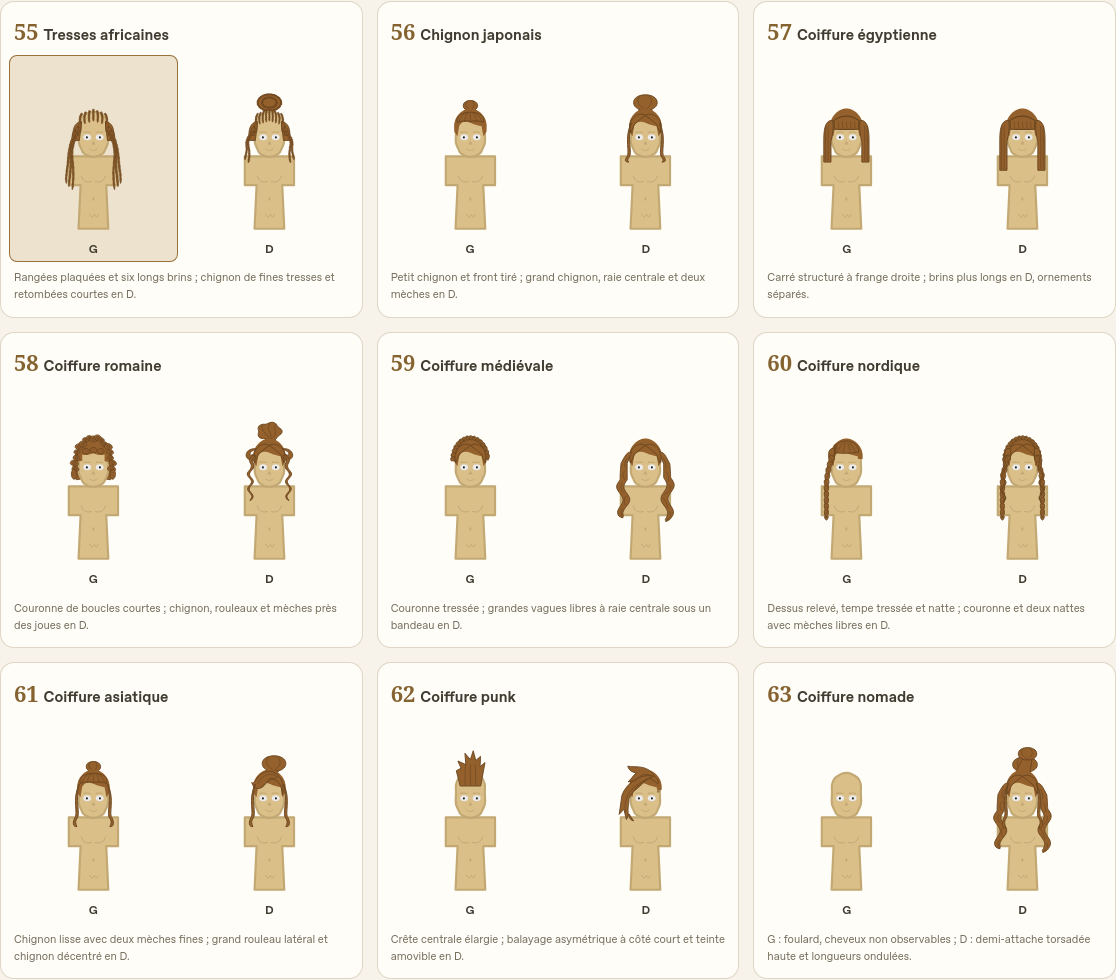 55 Tresses africaines
G
D
Rangées plaquées et six longs brins ; chignon de fines tresses et
retombées courtes en D.
56 Chignon japonais
G
D
Petit chignon et front tiré ; grand chignon, raie centrale et deux
mèches en D.
57 Coiffure égyptienne
G
D
Carré structuré à frange droite ; brins plus longs en D, ornements
séparés.
58 Coiffure romaine
G
D
Couronne de boucles courtes ; chignon, rouleaux et mèches près
des joues en D.
59 Coiffure médiévale
G
D
Couronne tressée ; grandes vagues libres à raie centrale sous un
bandeau en D.
60 Coiffure nordique
G
D
Dessus relevé, tempe tressée et natte ; couronne et deux nattes
avec mèches libres en D.
61 Coiffure asiatique
G
D
Chignon lisse avec deux mèches fines ; grand rouleau latéral et
chignon décentré en D.
62 Coiffure punk
G
D
Crête centrale élargie ; balayage asymétrique à côté court et teinte
amovible en D.
63 Coiffure nomade
G
D
G : foulard, cheveux non observables ; D : demi-attache torsadée
haute et longueurs ondulées.